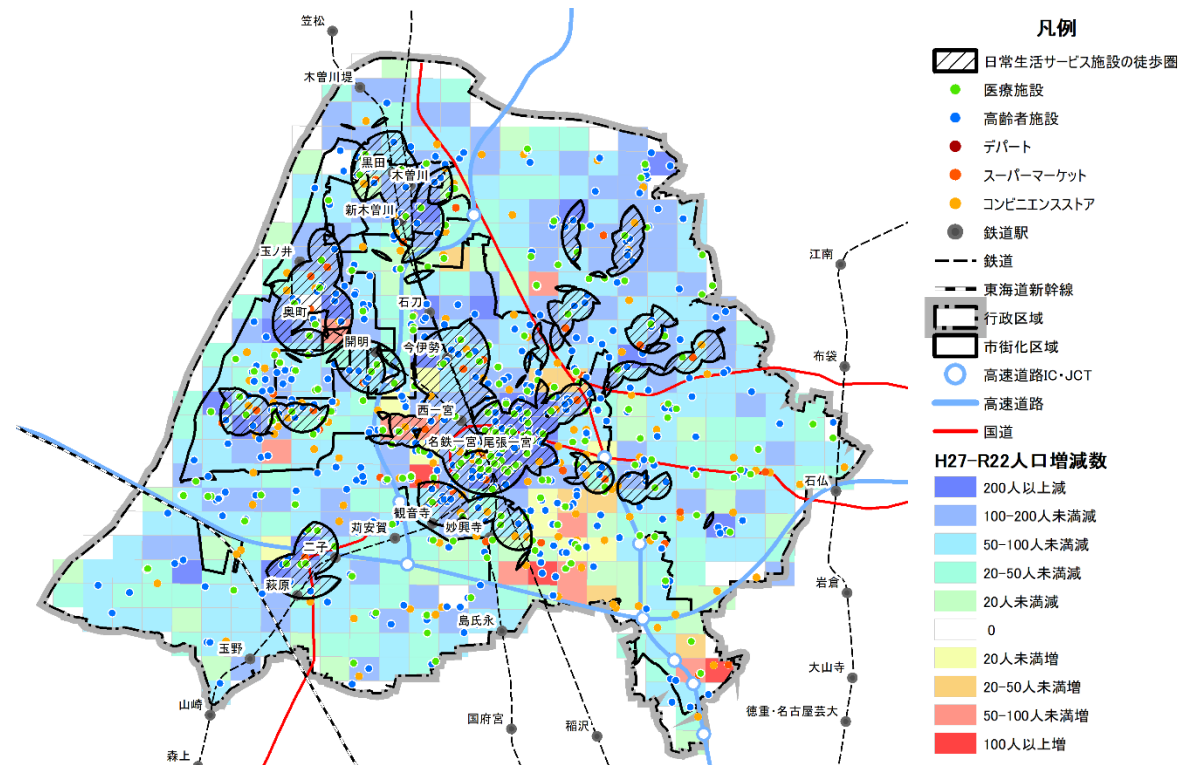 笠松
木曽川堤
黒田
木曽川
新木曽川
玉ノ井
江南
石刀
奥町
開明
今伊勢
布袋
西一宮
名鉄一宮
尾張一宮
石仏
観音寺
妙興寺
苅安賀
二子
萩原
岩倉
島氏永
玉野
大山寺
山崎
国府宮
稲沢
徳重・名古屋芸大
森上
凡例
日常生活サービス施設の徒歩圏
医療施設
高齢者施設
デパート
スーパーマーケット
コンビニエンスストア
鉄道駅
鉄道
東海道新幹線
行政区域
市街化区域
高速道路IC・JCT
高速道路
国道
H27-R22人口増減数
200人以上減
100-200人未満減
50-100人未満減
20-50人未満減
20人未満減
0
20人未満増
20-50人未満増
50-100人未満増
100人以上増